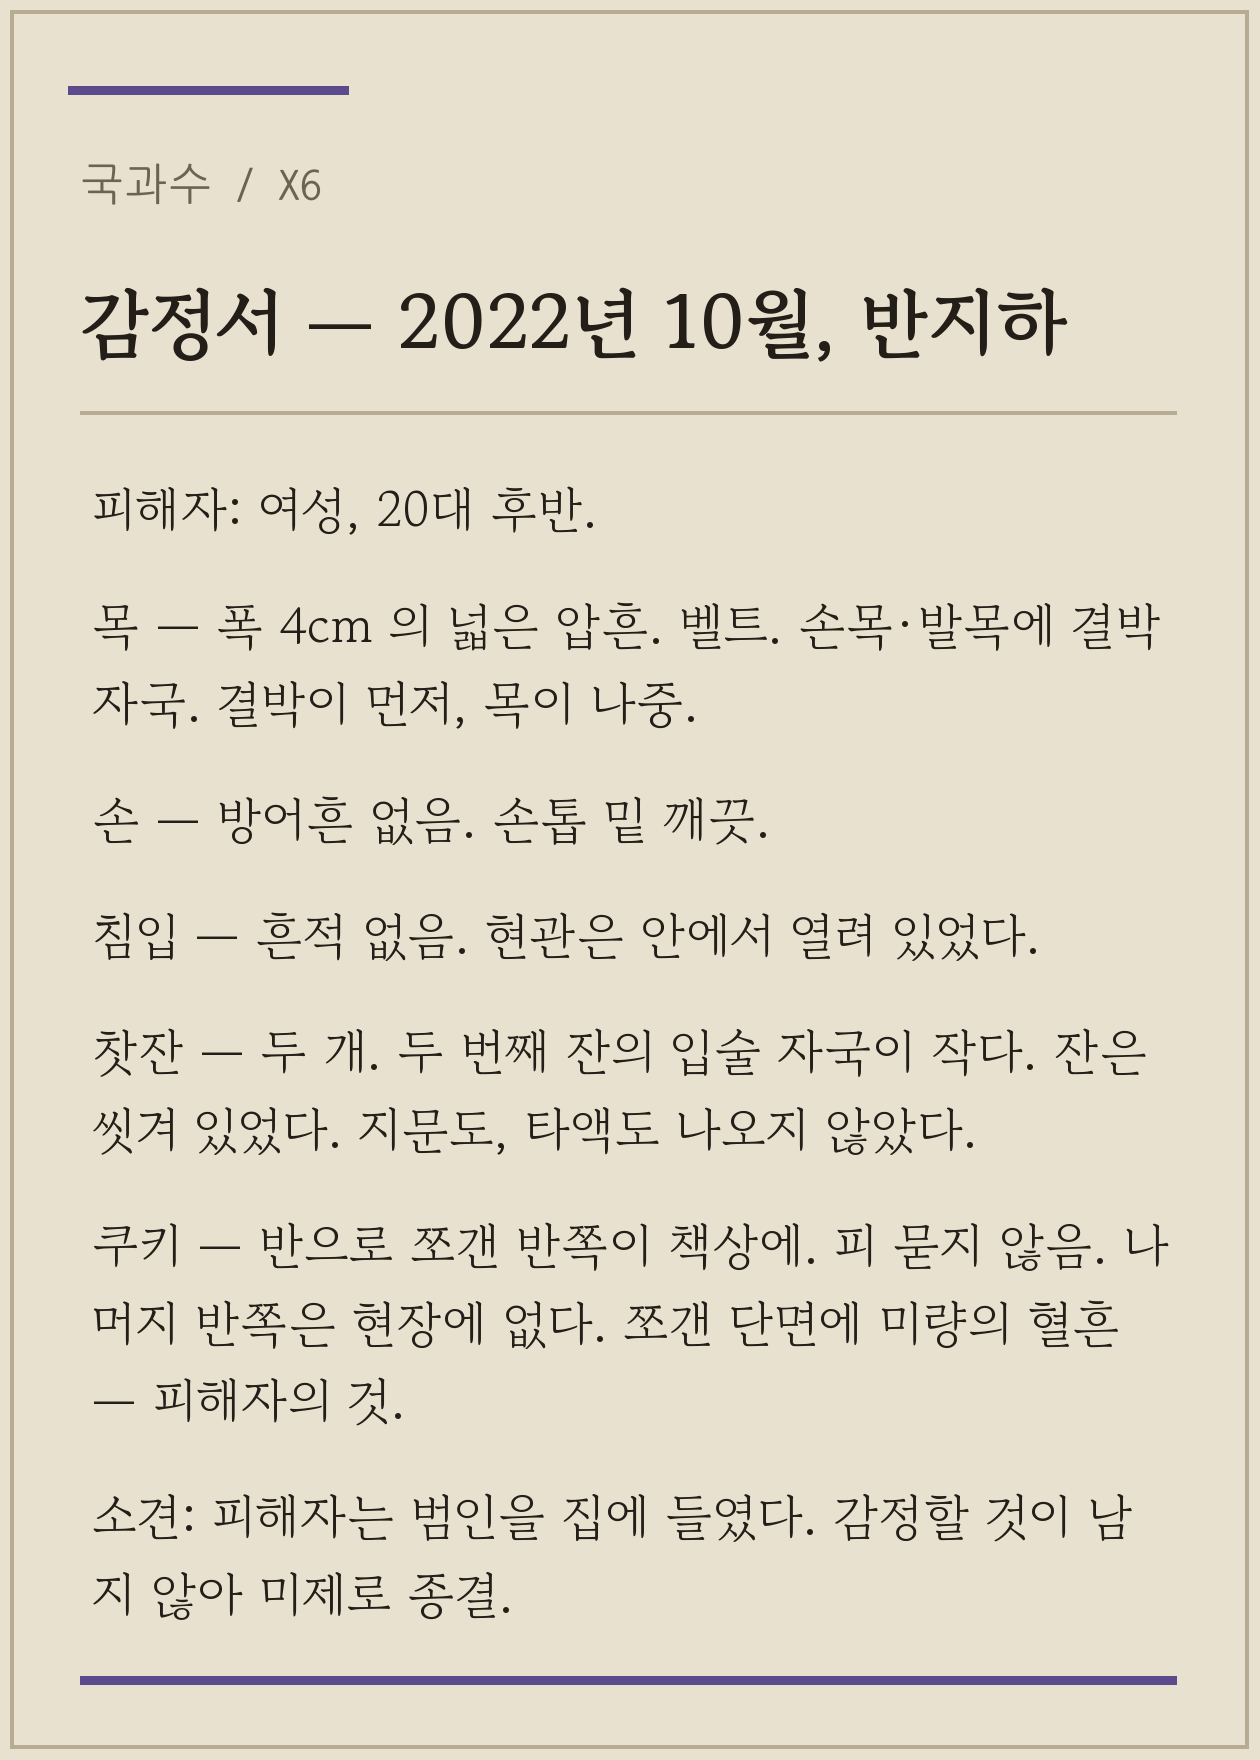 국과수 / X6
감정서 — 2022년 10월, 반지하
피해자: 여성, 20대 후반.
목 — 폭 4cm 의 넓은 압흔. 벨트. 손목·발목에 결박
자국. 결박이 먼저, 목이 나중.
손 — 방어흔 없음. 손톱 밑 깨끗.
침입 — 흔적 없음. 현관은 안에서 열려 있었다.
찻잔 — 두 개. 두 번째 잔의 입술 자국이 작다. 잔은
씻겨 있었다. 지문도, 타액도 나오지 않았다.
쿠키 — 반으로 쪼갠 반쪽이 책상에. 피 묻지 않음. 나
머지 반쪽은 현장에 없다. 쪼갠 단면에 미량의 혈흔
— 피해자의 것.
소견: 피해자는 범인을 집에 들였다. 감정할 것이 남
지 않아 미제로 종결.